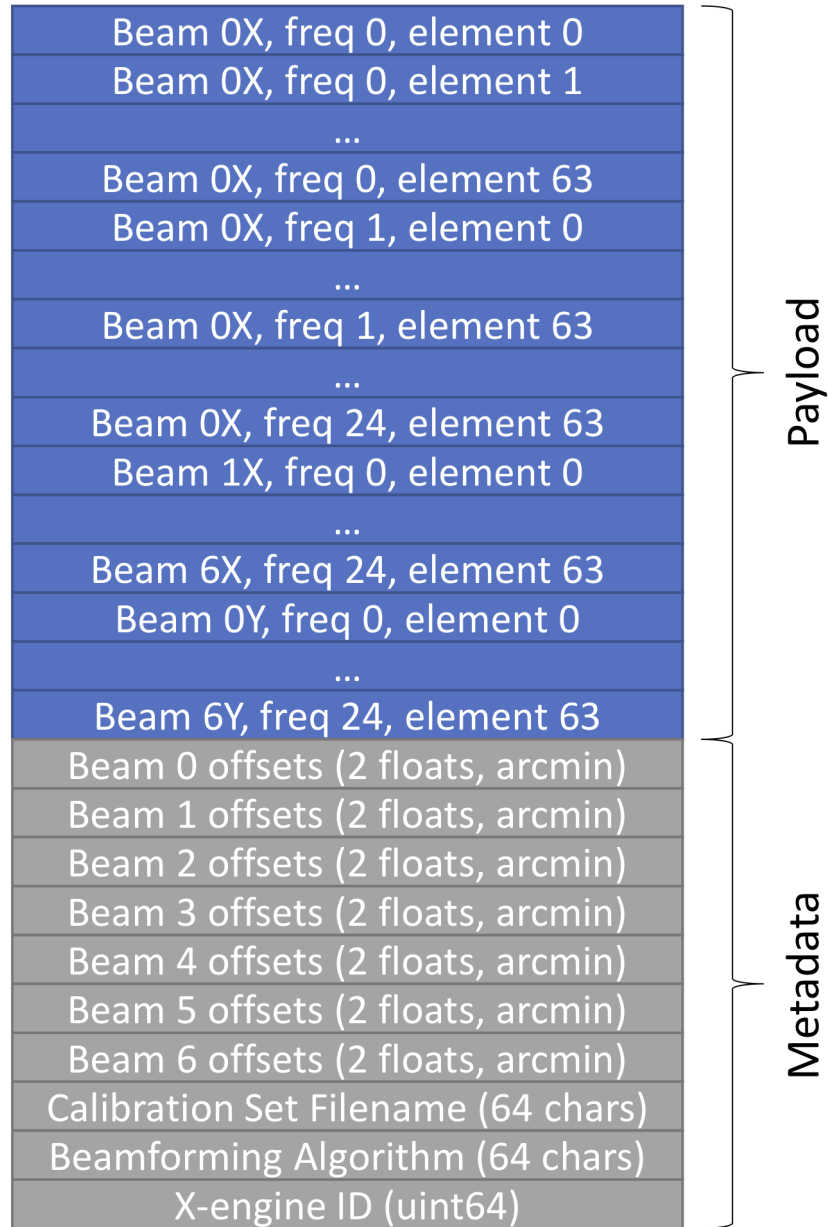 Beam 0X, freq 0, element 0
Beam 0X, freq 0, element 1
...
Beam 0X, freq 0, element 63
Beam 0X, freq 1, element 0
...
Beam 0X, freq 1, element 63
...
Beam 0X, freq 24, element 63
Beam 1X, freq 0, element 0
...
Beam 6X, freq 24, element 63
Beam 0Y, freq 0, element 0
...
Beam 6Y, freq 24, element 63
Payload
Beam 0 offsets (2 floats, arcmin)
Beam 1 offsets (2 floats, arcmin)
Beam 2 offsets (2 floats, arcmin)
Beam 3 offsets (2 floats, arcmin)
Beam 4 offsets (2 floats, arcmin)
Beam 5 offsets (2 floats, arcmin)
Beam 6 offsets (2 floats, arcmin)
Calibration Set Filename (64 chars)
Beamforming Algorithm (64 chars)
X-engine ID (uint64)
Metadata